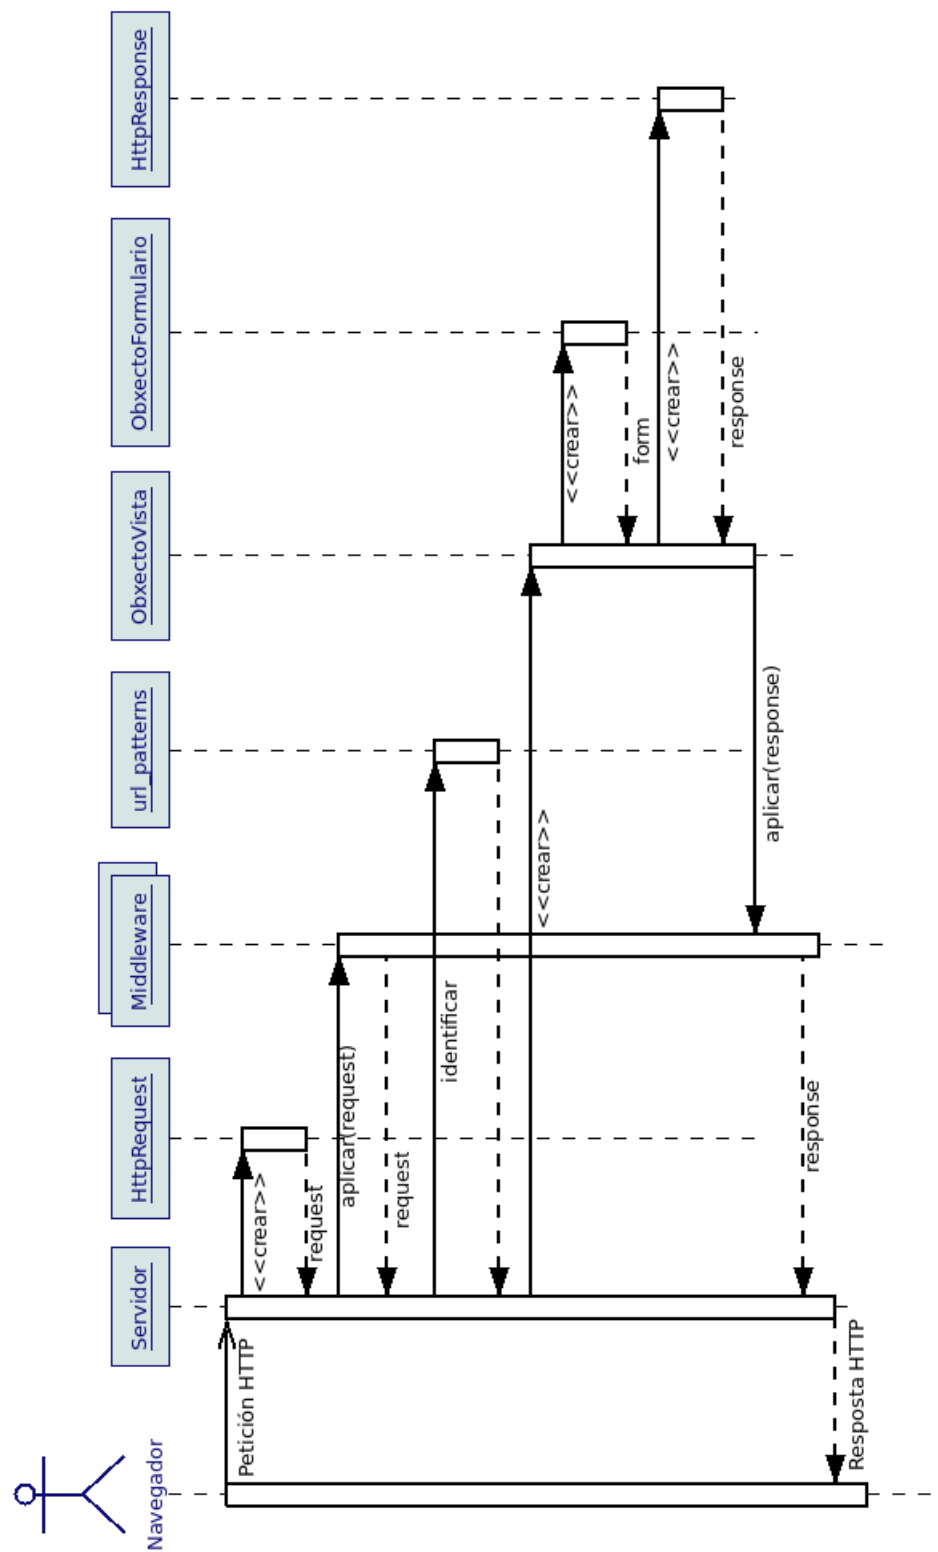 Navegador
Servidor
HttpRequest
Middleware
url_patterns
ObxectoVista
ObxectoFormulario
HttpResponse
Petición HTTP
<<crear>>
request
aplicar(request)
request
identificar
<<crear>>
<<crear>>
form
<<crear>>
response
aplicar(response)
response
Resposta HTTP